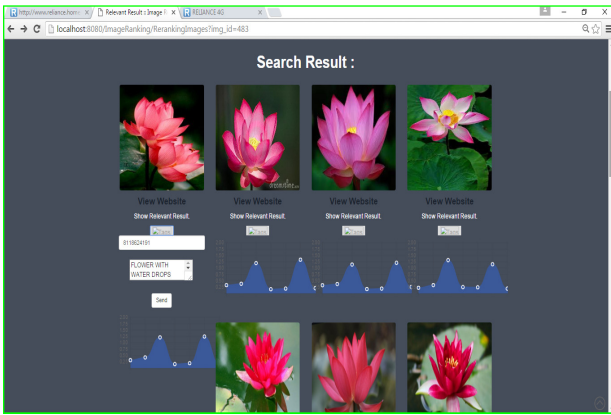 http://www.reliance.hom
Relevant Result :: Image R
RELIANCE AG
localhost:8080/ImageRanking/RerankingImages?img_id=483
Search Result :
View Website View Website View Website View Website
Show Relevant Result. Show Relevant Result. Show Relevant Result. Show Relevant Result.
8118624191
FLOWER WITH
WATER DROPS
Send